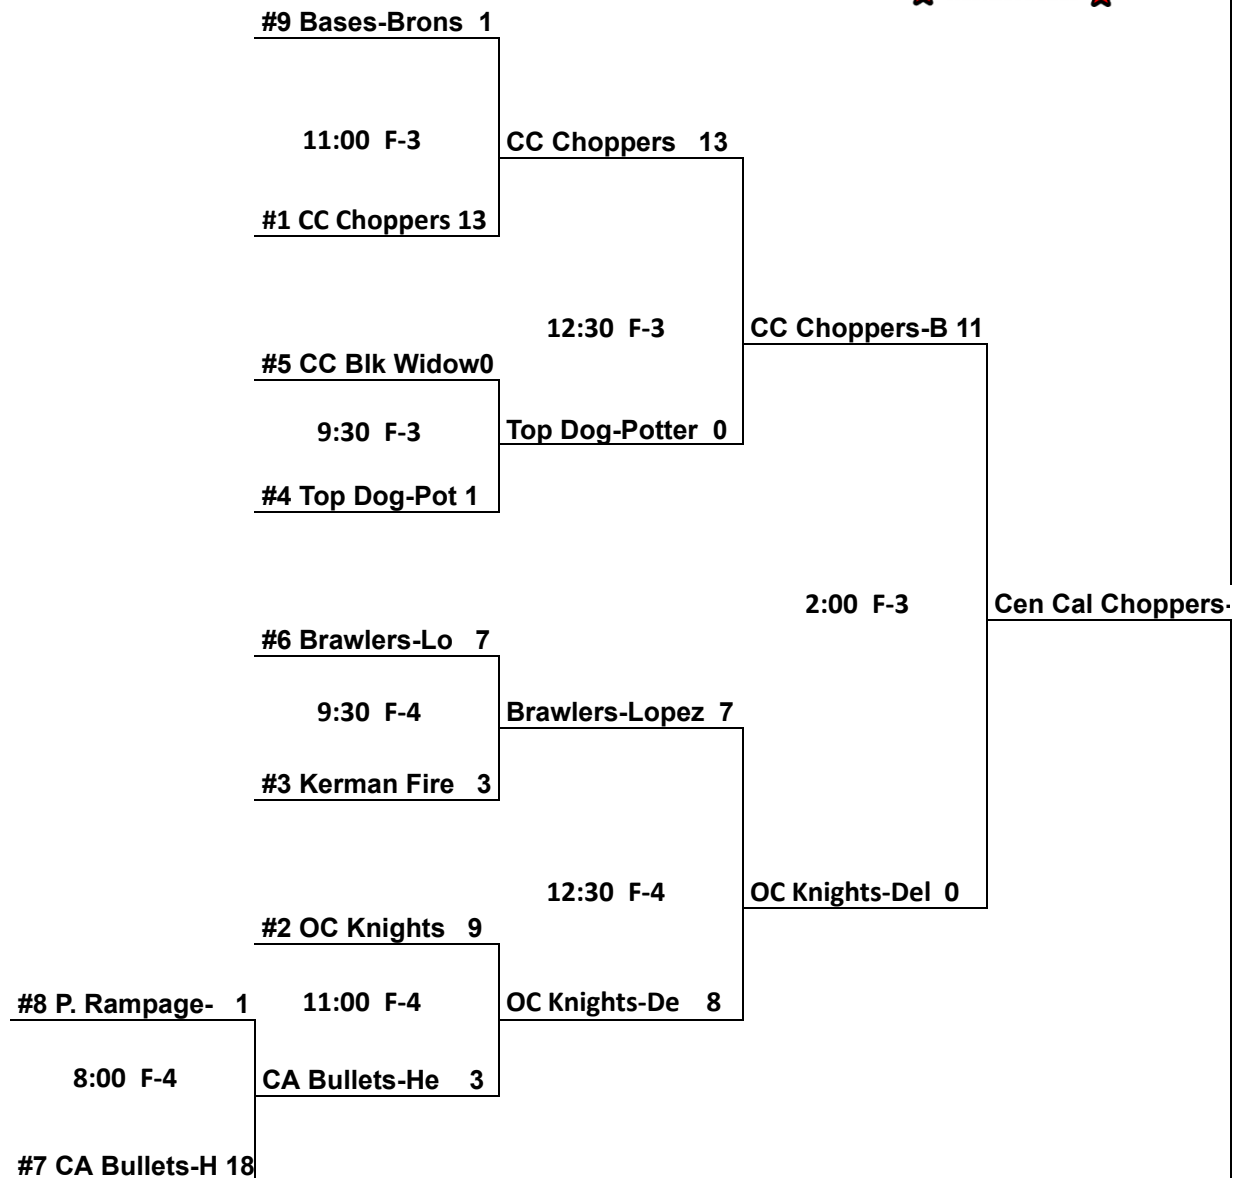 #9 Bases-Brons 1
11:00 F-3
CC Choppers 13
#1 CC Choppers 13
12:30 F-3
CC Choppers-B 11
#5 CC Blk Widow0
9:30 F-3
Top Dog-Potter 0
#4 Top Dog-Pot 1
2:00 F-3
Cen Cal Choppers-
#6 Brawlers-Lo 7
9:30 F-4
Brawlers-Lopez 7
#3 Kerman Fire 3
12:30 F-4
OC Knights-Del 0
#2 OC Knights 9
#8 P. Rampage- 1
11:00 F-4
OC Knights-De 8
8:00 F-4
CA Bullets-He 3
#7 CA Bullets-H 18